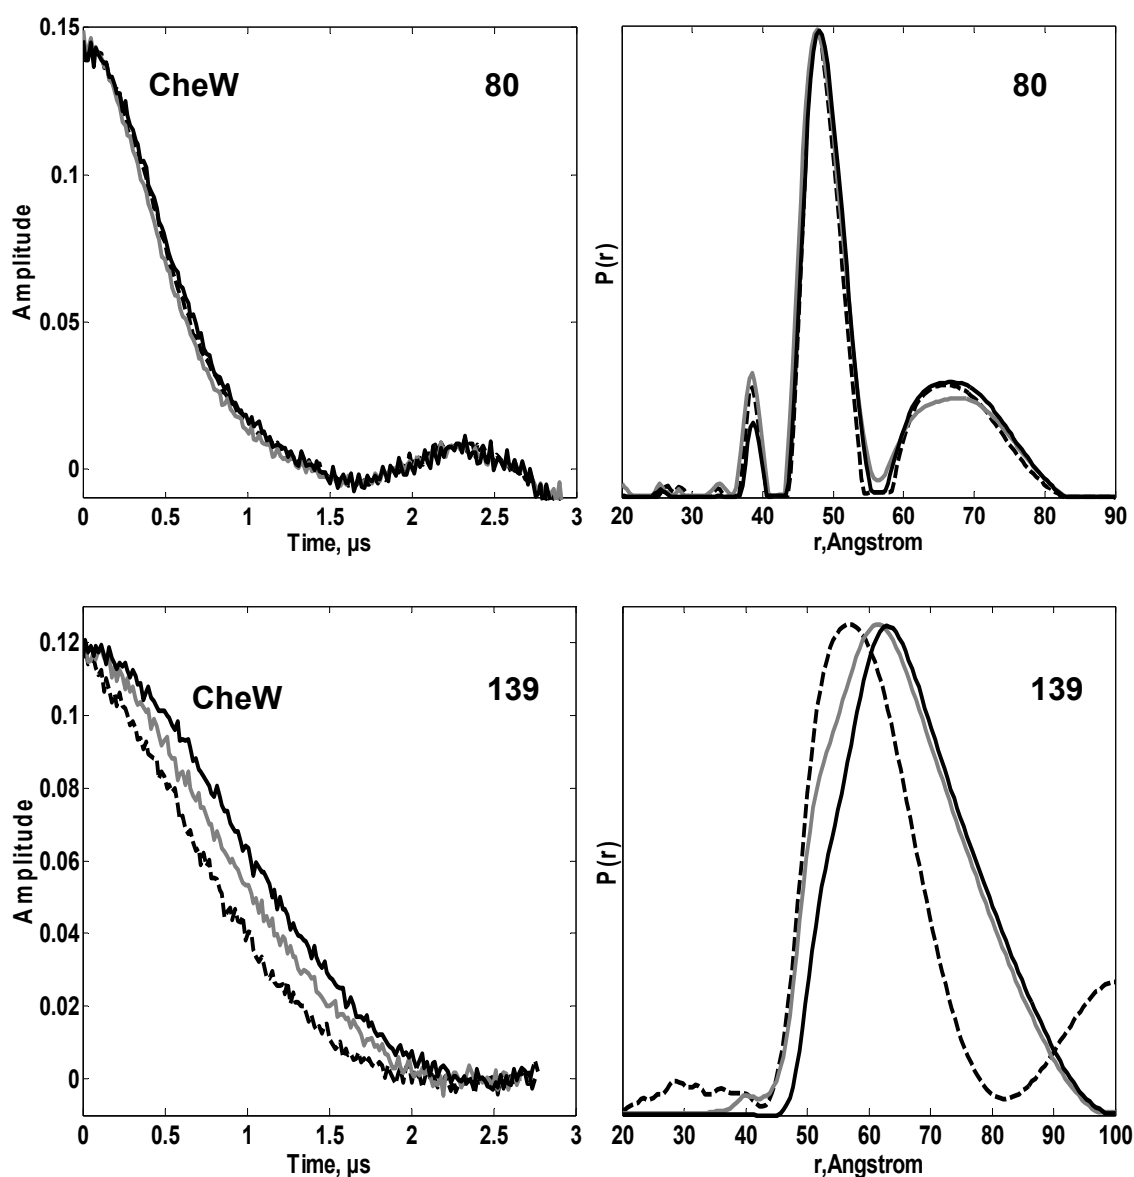 0.15
0.1
0.05
0
Amplitude
CheW
80
0 0.5 1 1.5 2 2.5 3
Time, μs
P(r)
80
20 30 40 50 60 70 80 90
r,Angstrom
0.12
0.1
0.08
0.06
0.04
0.02
0
Amplitude
CheW
139
0 0.5 1 1.5 2 2.5 3
Time, μs
P(r)
139
20 30 40 50 60 70 80 90 100
r,Angstrom